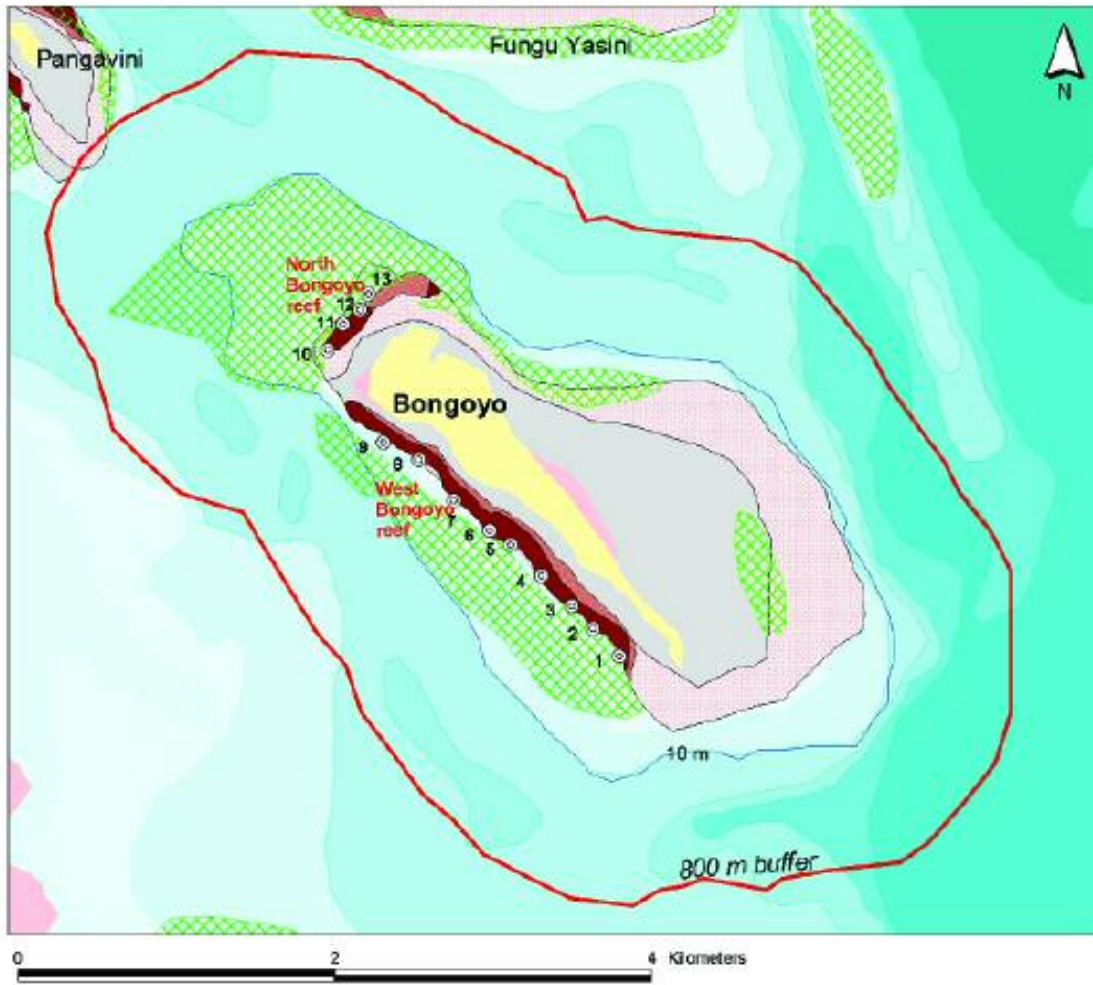 Pangavini
Fungu Yasini
N
North
Bongoyo
reef
13
12
11
10
Bongoyo
9
8
West
Bongoyo
reef
7
6
5
4
3
2
1
10 m
800 m buffer
0 2 4 Kilometers